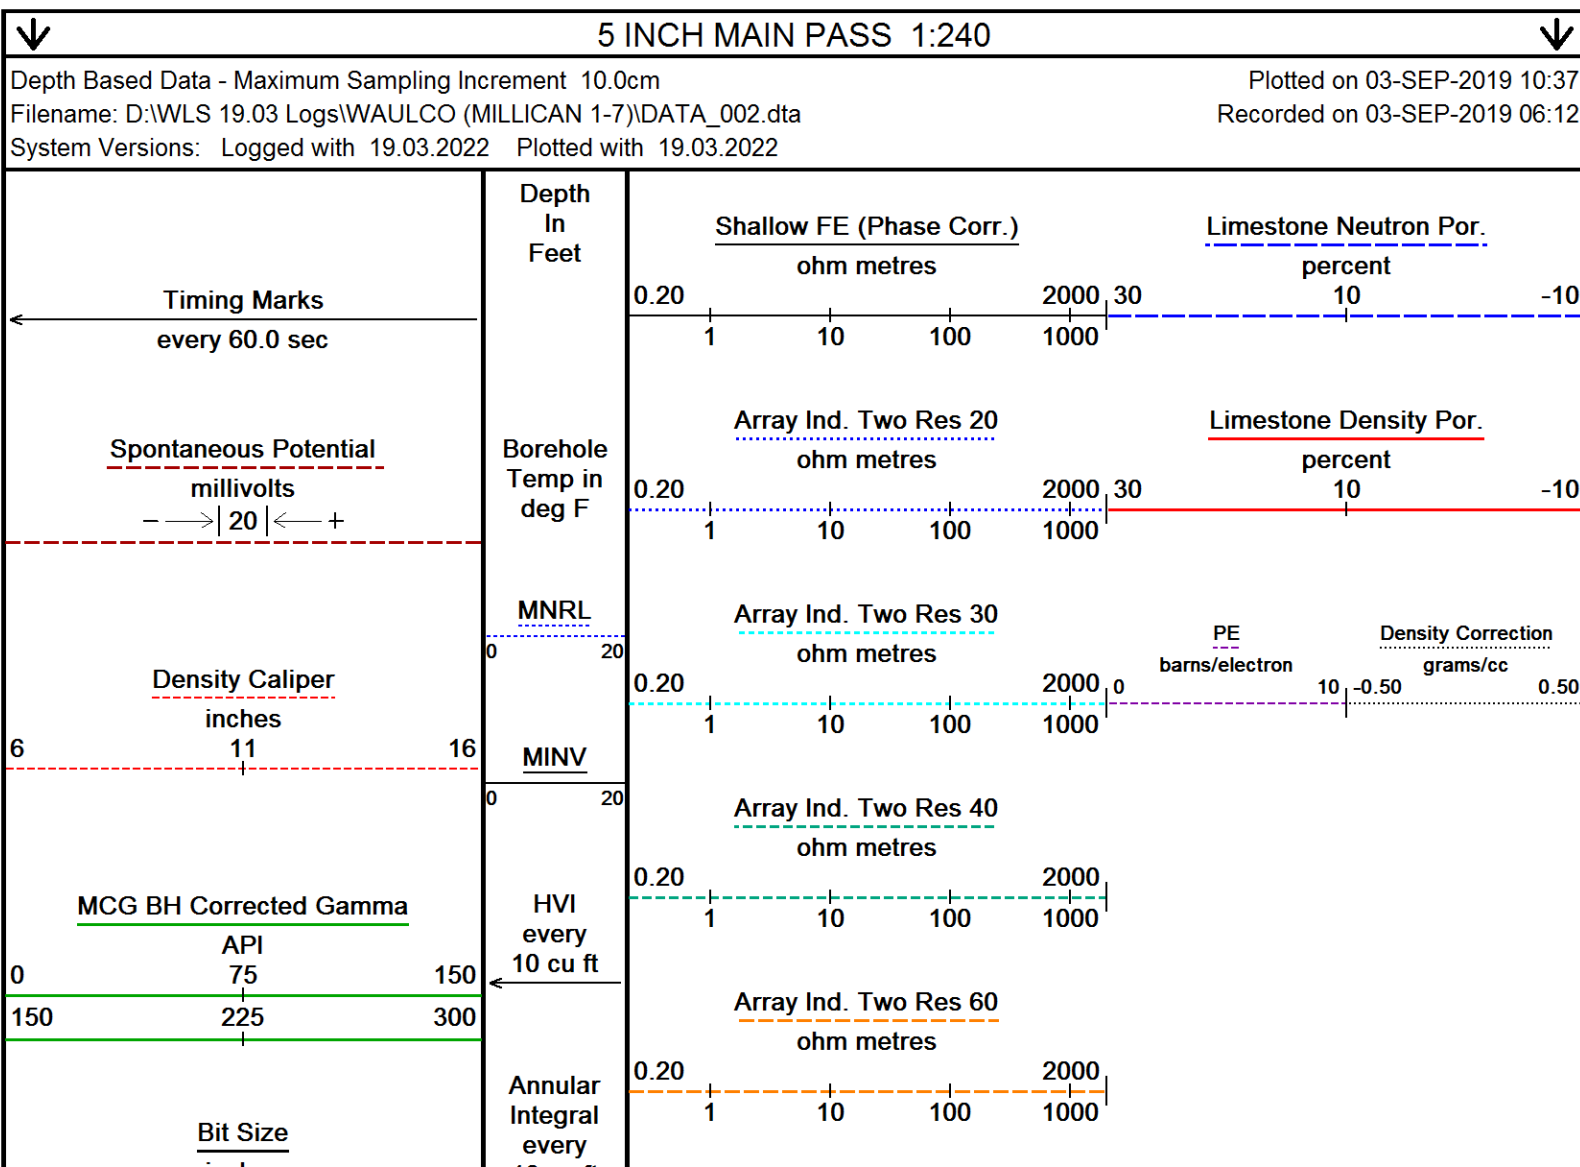 5 INCH MAIN PASS 1:240
Depth Based Data - Maximum Sampling Increment 10.0cm
Plotted on 03-SEP-2019 10:37
Filename: D:\WLS 19.03 Logs\WAULCO (MILLICAN 1-7)\DATA_002.dta
Recorded on 03-SEP-2019 06:12
System Versions: Logged with 19.03.2022 Plotted with 19.03.2022
Timing Marks
every 60.0 sec
Spontaneous Potential
millivolts
− 20 +
Density Caliper
inches
6 11 16
MCG BH Corrected Gamma
API
0 75 150
150 225 300
Bit Size
Depth
In
Feet
Borehole
Temp in
deg F
MNRL
0 20
MINV
0 20
HVI
every
10 cu ft
Annular
Integral
every
Shallow FE (Phase Corr.)
ohm metres
0.20 2000
1 10 100 1000
Array Ind. Two Res 20
ohm metres
0.20 2000
1 10 100 1000
Array Ind. Two Res 30
ohm metres
0.20 2000
1 10 100 1000
Array Ind. Two Res 40
ohm metres
0.20 2000
1 10 100 1000
Array Ind. Two Res 60
ohm metres
0.20 2000
1 10 100 1000
Limestone Neutron Por.
percent
30 10 -10
Limestone Density Por.
percent
30 10 -10
PE
barns/electron
0 10
Density Correction
grams/cc
-0.50 0.50